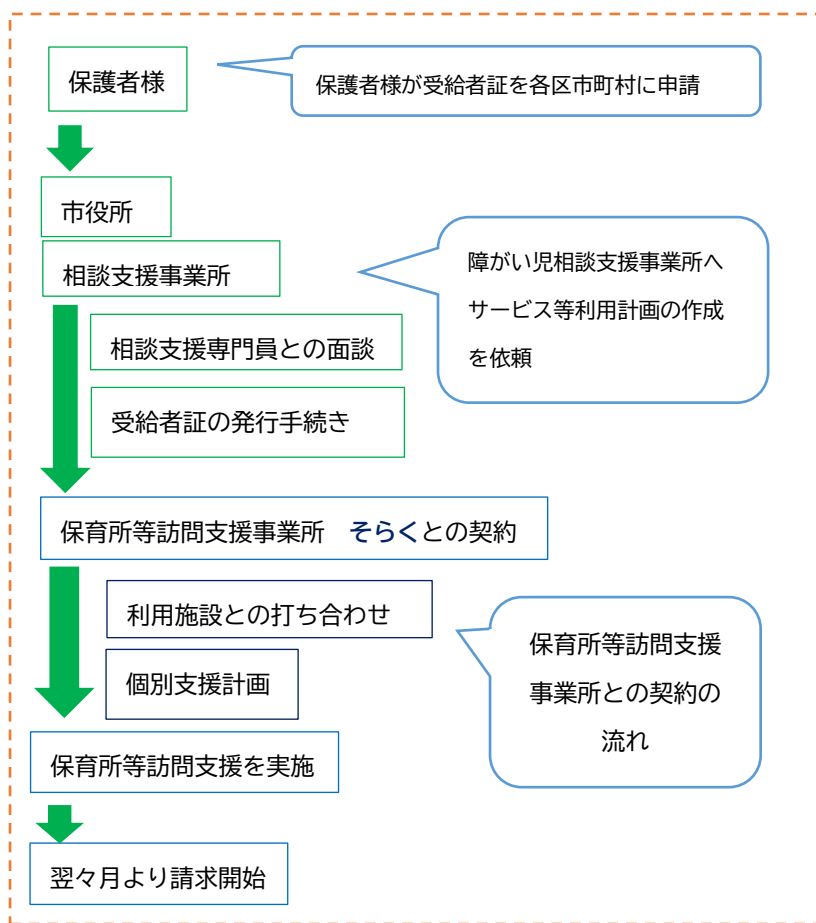 保護者様
保護者様が受給者証を各区市町村に申請
市役所
相談支援事業所
障がい児相談支援事業所へ
サービス等利用計画の作成
を依頼
相談支援専門員との面談
受給者証の発行手続き
保育所等訪問支援事業所　そらくとの契約
利用施設との打ち合わせ
個別支援計画
保育所等訪問支援
事業所との契約の
流れ
保育所等訪問支援を実施
翌々月より請求開始